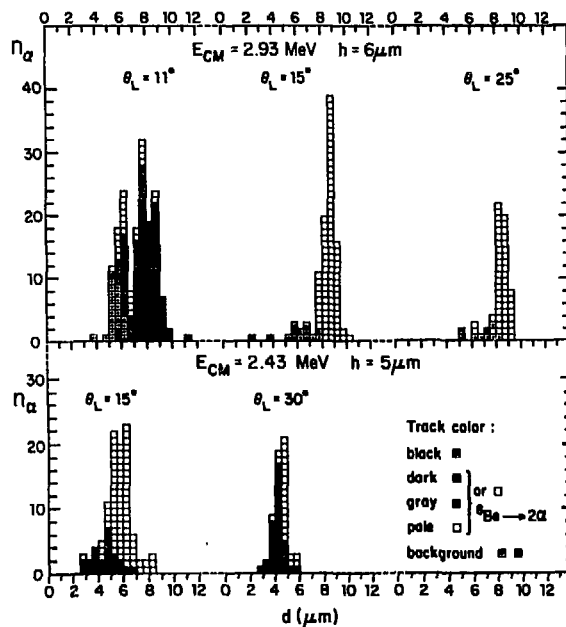 0 2 4 6 8 10 12 0 2 4 6 8 10 12 0 2 4 6 8 10 12
E_CM = 2.93 MeV h = 6μm
n_α
θ_L = 11° θ_L = 15° θ_L = 25°
40
30
20
10
0
E_CM = 2.43 MeV h = 5μm
30
n_α
θ_L = 15° θ_L = 30°
20
10
0
Track color :
black
dark
gray
pale
or
⁸Be → 2α
background
0 2 4 6 8 10 12 0 2 4 6 8 10 12 0 2 4 6 8 10 12
d (μm)